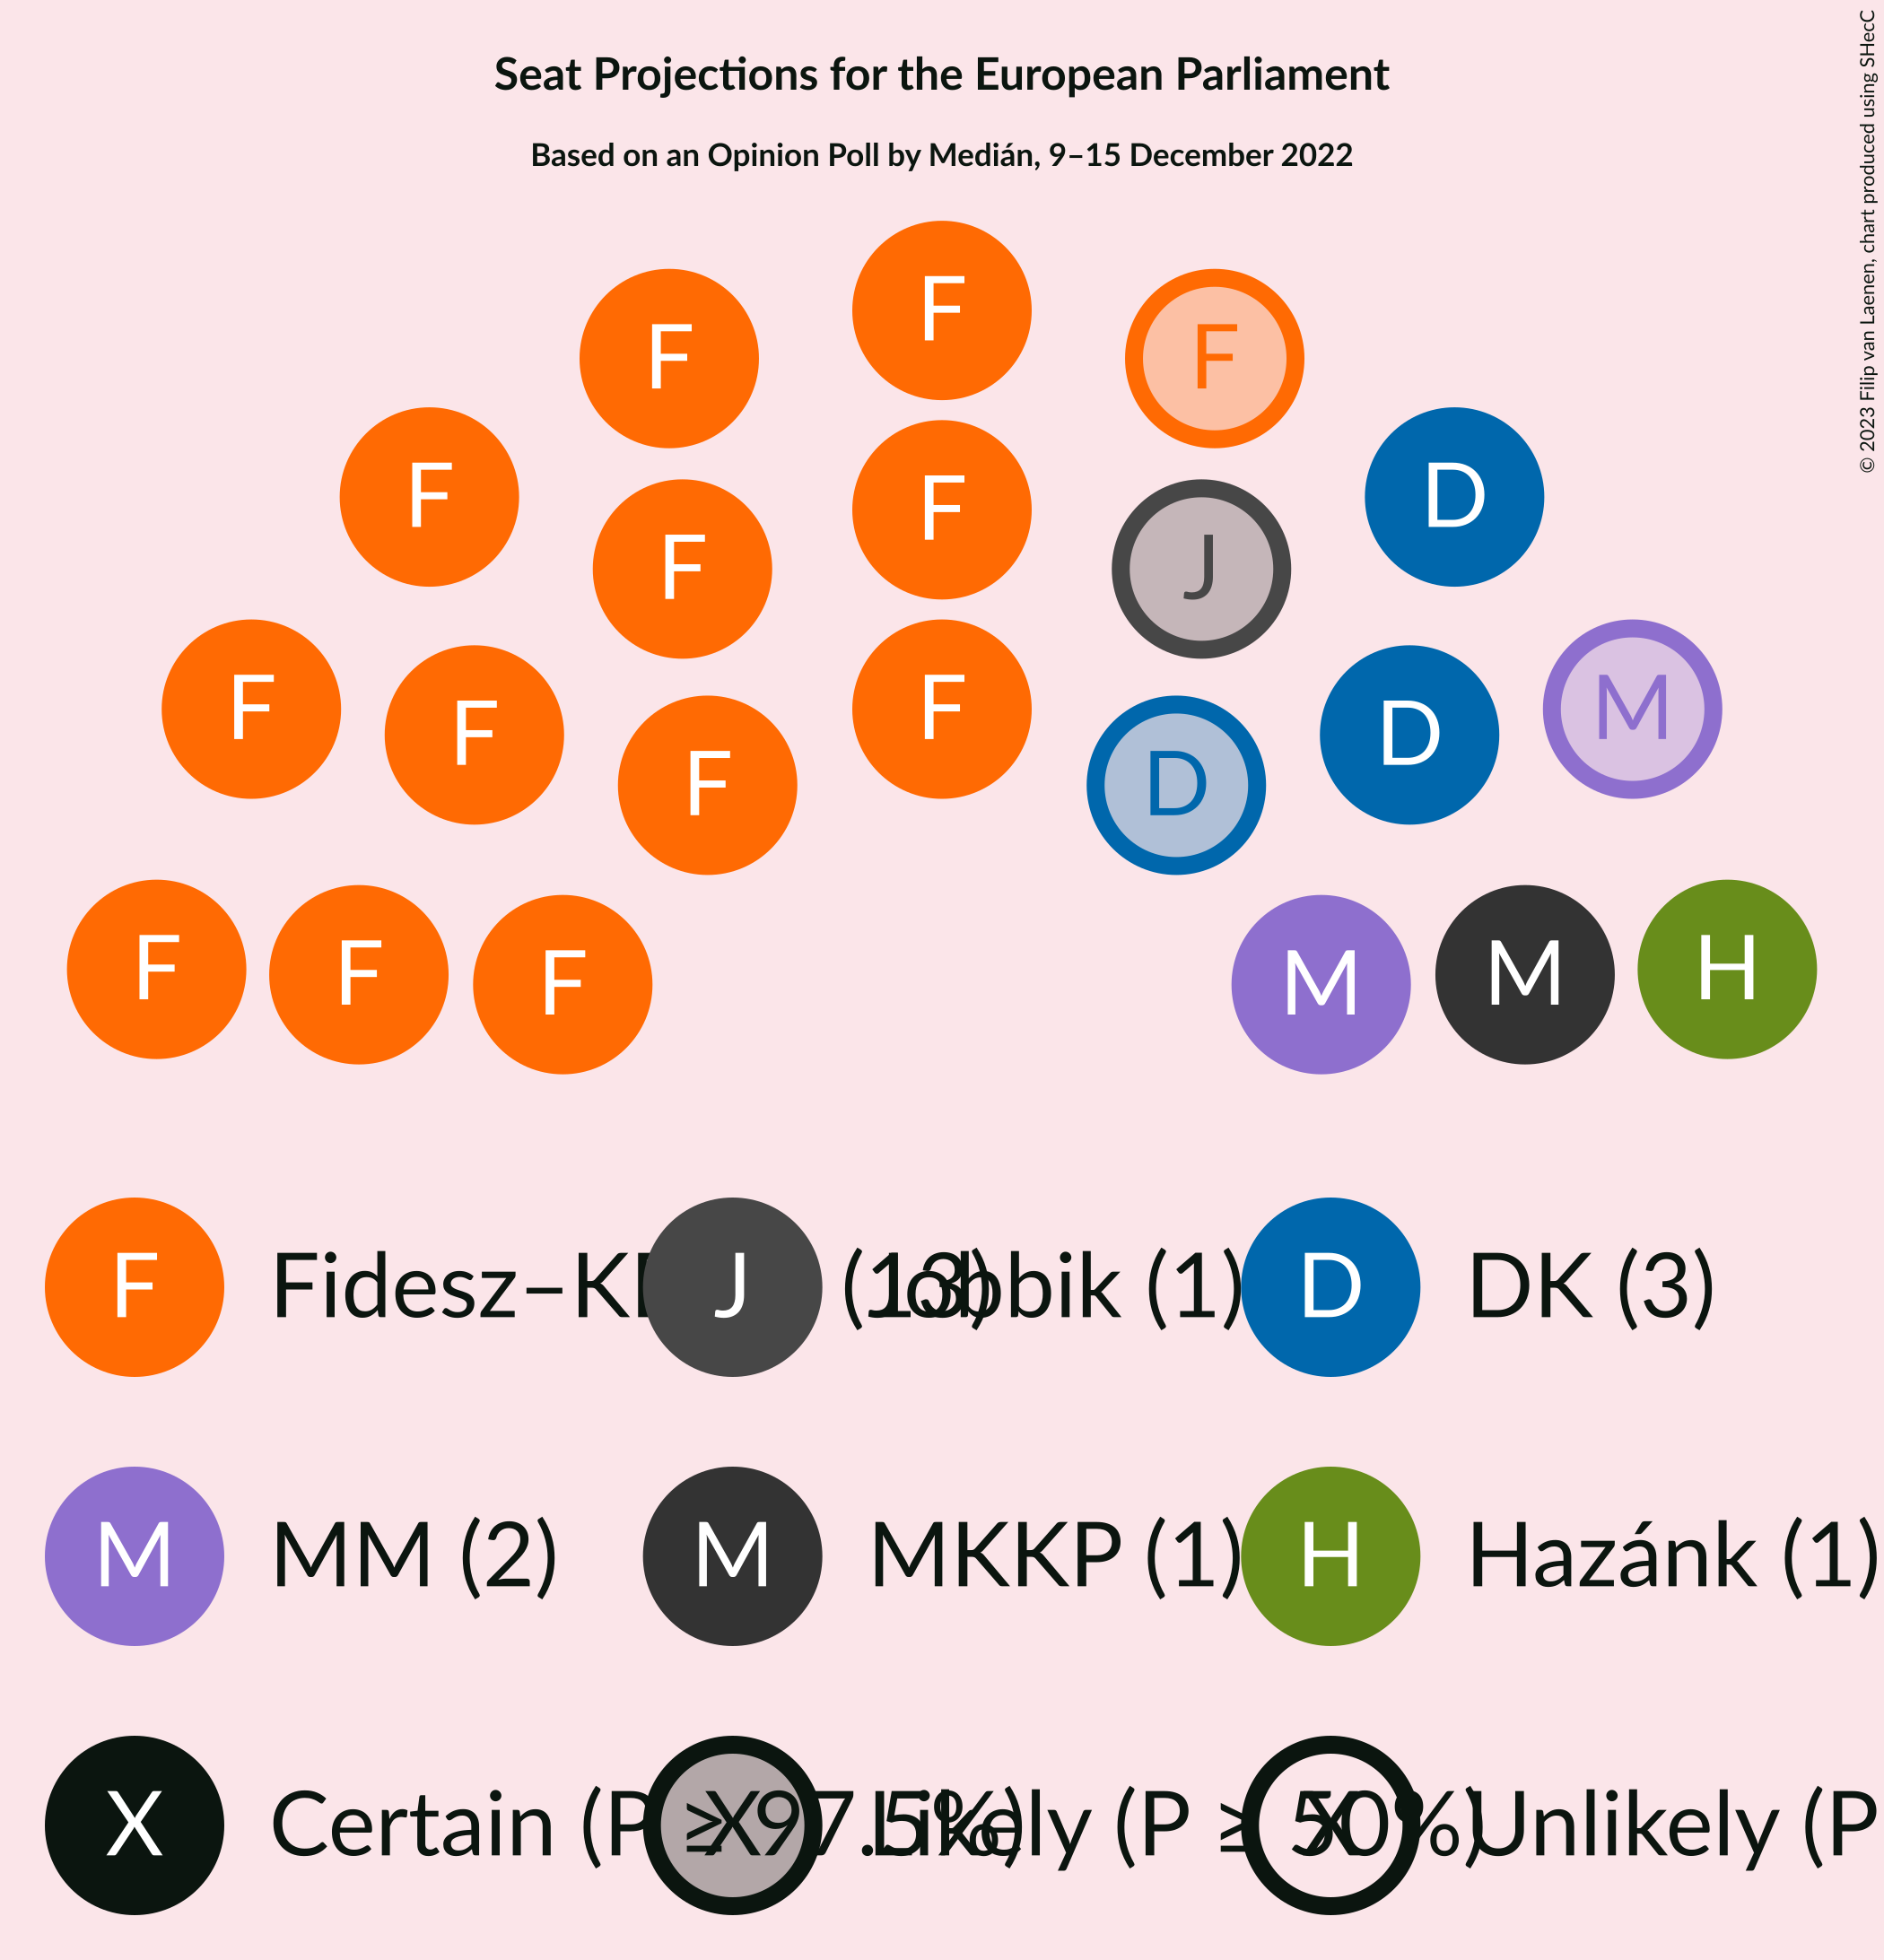 Seat Projections for the European Parliament
Based on an Opinion Poll by Medián, 9–15 December 2022
© 2023 Filip van Laenen, chart produced using SHecC
F
F F
F D
F
F J
F M
F F D
F D
F F F M M H
F Fidesz–K (13) J Jobbik (1) D DK (3)
M MM (2) M MKKP (1) H Hazánk (1)
X Certain (P ≥ 97.5%) X Likely (P ≥ 50%) X Unlikely (P